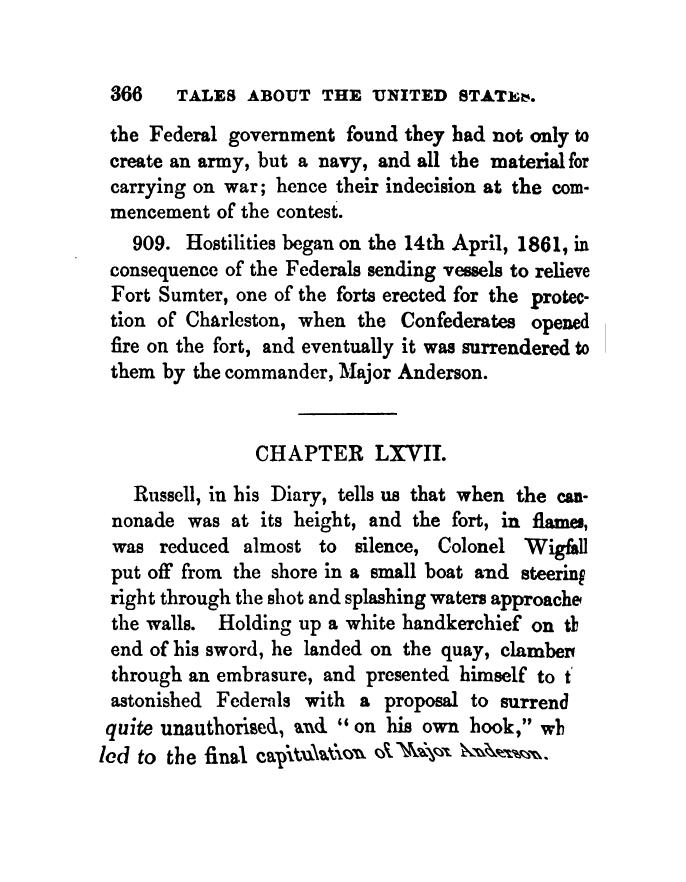 366 TALES ABOUT THE UNITED STATES.
the Federal government found they had not only to
create an army, but a navy, and all the material for
carrying on war; hence their indecision at the com-
mencement of the contest.
909. Hostilities began on the 14th April, 1861, in
consequence of the Federals sending vessels to relieve
Fort Sumter, one of the forts erected for the protec-
tion of Charleston, when the Confederates opened
fire on the fort, and eventually it was surrendered to
them by the commander, Major Anderson.
CHAPTER LXVII.
Russell, in his Diary, tells us that when the can-
nonade was at its height, and the fort, in flames,
was reduced almost to silence, Colonel Wigfall
put off from the shore in a small boat and steering
right through the shot and splashing waters approache
the walls. Holding up a white handkerchief on th
end of his sword, he landed on the quay, clamber
through an embrasure, and presented himself to t
astonished Federals with a proposal to surrend
quite unauthorised, and “on his own hook,” wh
led to the final capitulation of Major Anderson.